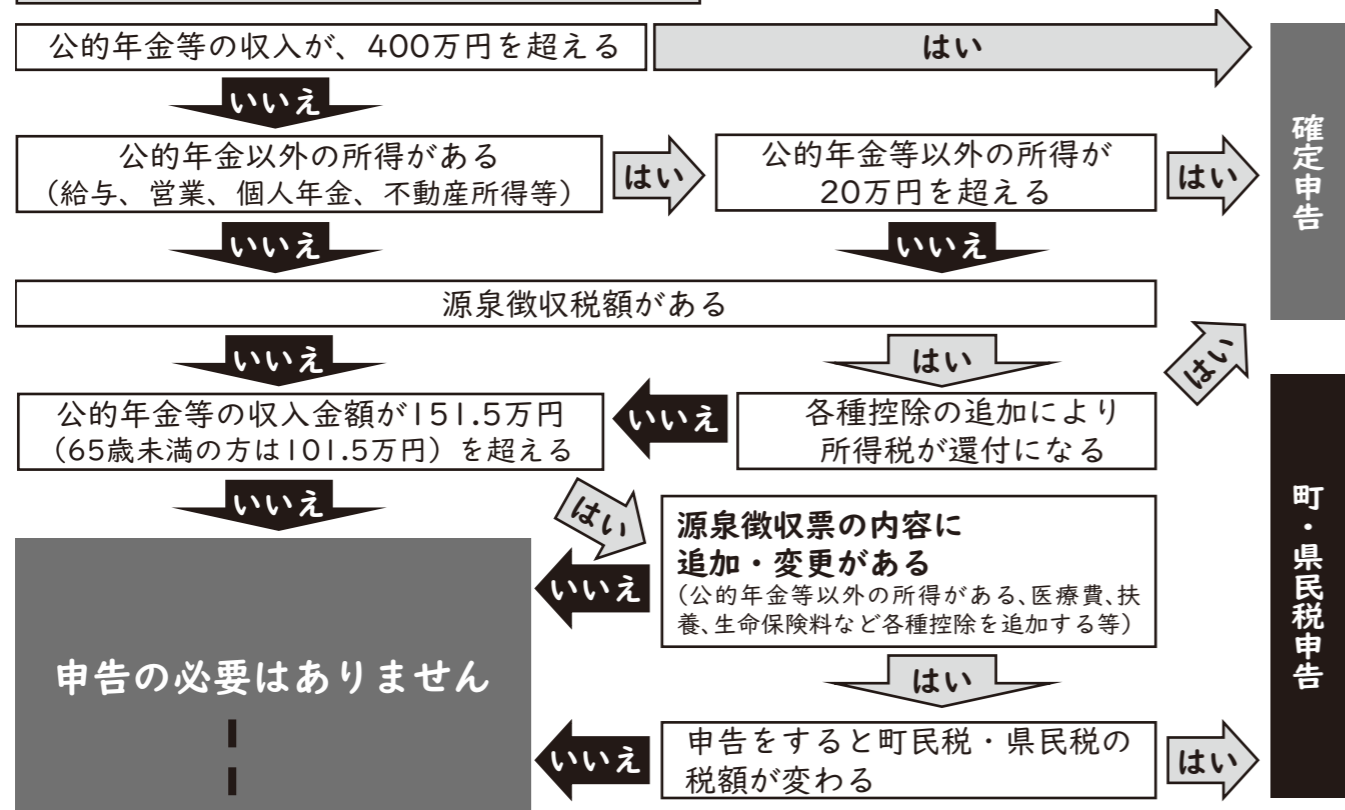 公的年金等の収入が、400万円を超える
はい
いいえ
公的年金以外の所得がある
（給与、営業、個人年金、不動産所得等）
はい
公的年金等以外の所得が
20万円を超える
はい
確定申告
いいえ
いいえ
源泉徴収税額がある
いいえ
はい
はい
公的年金等の収入金額が151.5万円
（65歳未満の方は101.5万円）を超える
いいえ
各種控除の追加により
所得税が還付になる
いいえ
はい
源泉徴収票の内容に
追加・変更がある
（公的年金等以外の所得がある、医療費、扶
養、生命保険料など各種控除を追加する等）
いいえ
はい
申告の必要はありません
いいえ
申告をすると町民税・県民税の
税額が変わる
はい
町・県民税申告